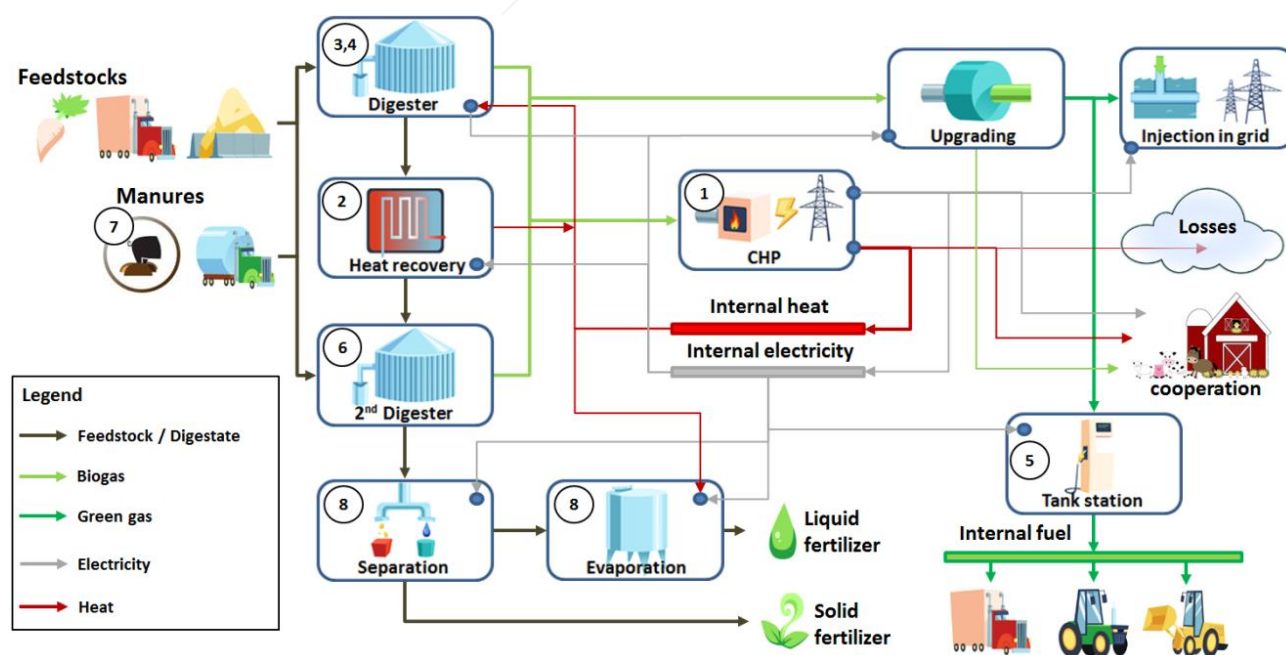 3,4
Digester
Feedstocks
Upgrading
Injection in grid
Manures
7
2
Heat recovery
1
CHP
Losses
Internal heat
Internal electricity
6
2nd Digester
cooperation
Legend
Feedstock / Digestate
Biogas
Green gas
Electricity
Heat
8
Separation
8
Evaporation
Liquid
fertilizer
Solid
fertilizer
5
Tank station
Internal fuel